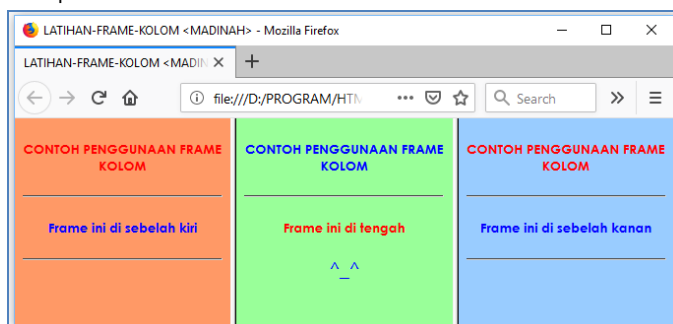 LATIHAN-FRAME-KOLOM <MADINAH> - Mozilla Firefox
LATIHAN-FRAME-KOLOM <MADIN
file:///D:/PROGRAM/HTM
Search
CONTOH PENGGUNAAN FRAME
KOLOM
Frame ini di sebelah kiri
CONTOH PENGGUNAAN FRAME
KOLOM
Frame ini di tengah
^_^
CONTOH PENGGUNAAN FRAME
KOLOM
Frame ini di sebelah kanan